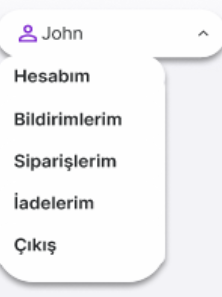 John
Hesabım
Bildirimlerim
Siparişlerim
İadelerim
Çıkış